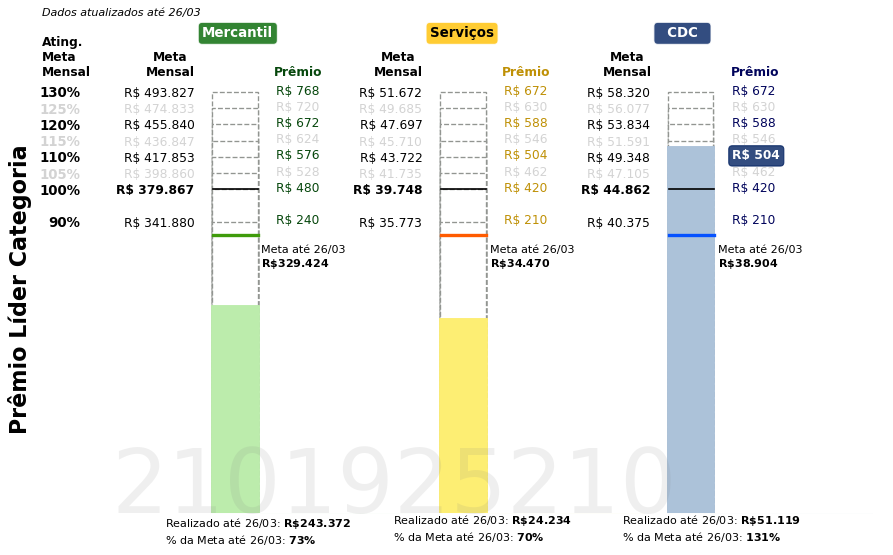 Dados atualizados até 26/03
Mercantil Serviços CDC
Ating. Meta Mensal Meta Mensal Prêmio Meta Mensal Prêmio Meta Mensal Prêmio
130% R$ 493.827 R$ 768 R$ 51.672 R$ 672 R$ 58.320 R$ 672
125% R$ 474.833 R$ 720 R$ 49.685 R$ 630 R$ 56.077 R$ 630
120% R$ 455.840 R$ 672 R$ 47.697 R$ 588 R$ 53.834 R$ 588
115% R$ 436.847 R$ 624 R$ 45.710 R$ 546 R$ 51.591 R$ 546
110% R$ 417.853 R$ 576 R$ 43.722 R$ 504 R$ 49.348 R$ 504
105% R$ 398.860 R$ 528 R$ 41.735 R$ 462 R$ 47.105 R$ 462
100% R$ 379.867 R$ 480 R$ 39.748 R$ 420 R$ 44.862 R$ 420
90% R$ 341.880 R$ 240 R$ 35.773 R$ 210 R$ 40.375 R$ 210
Meta até 26/03 Meta até 26/03 Meta até 26/03
R$329.424 R$34.470 R$38.904
Prêmio Líder Categoria
2101925210
Realizado até 26/03: R$243.372 Realizado até 26/03: R$24.234 Realizado até 26/03: R$51.119
% da Meta até 26/03: 73% % da Meta até 26/03: 70% % da Meta até 26/03: 131%